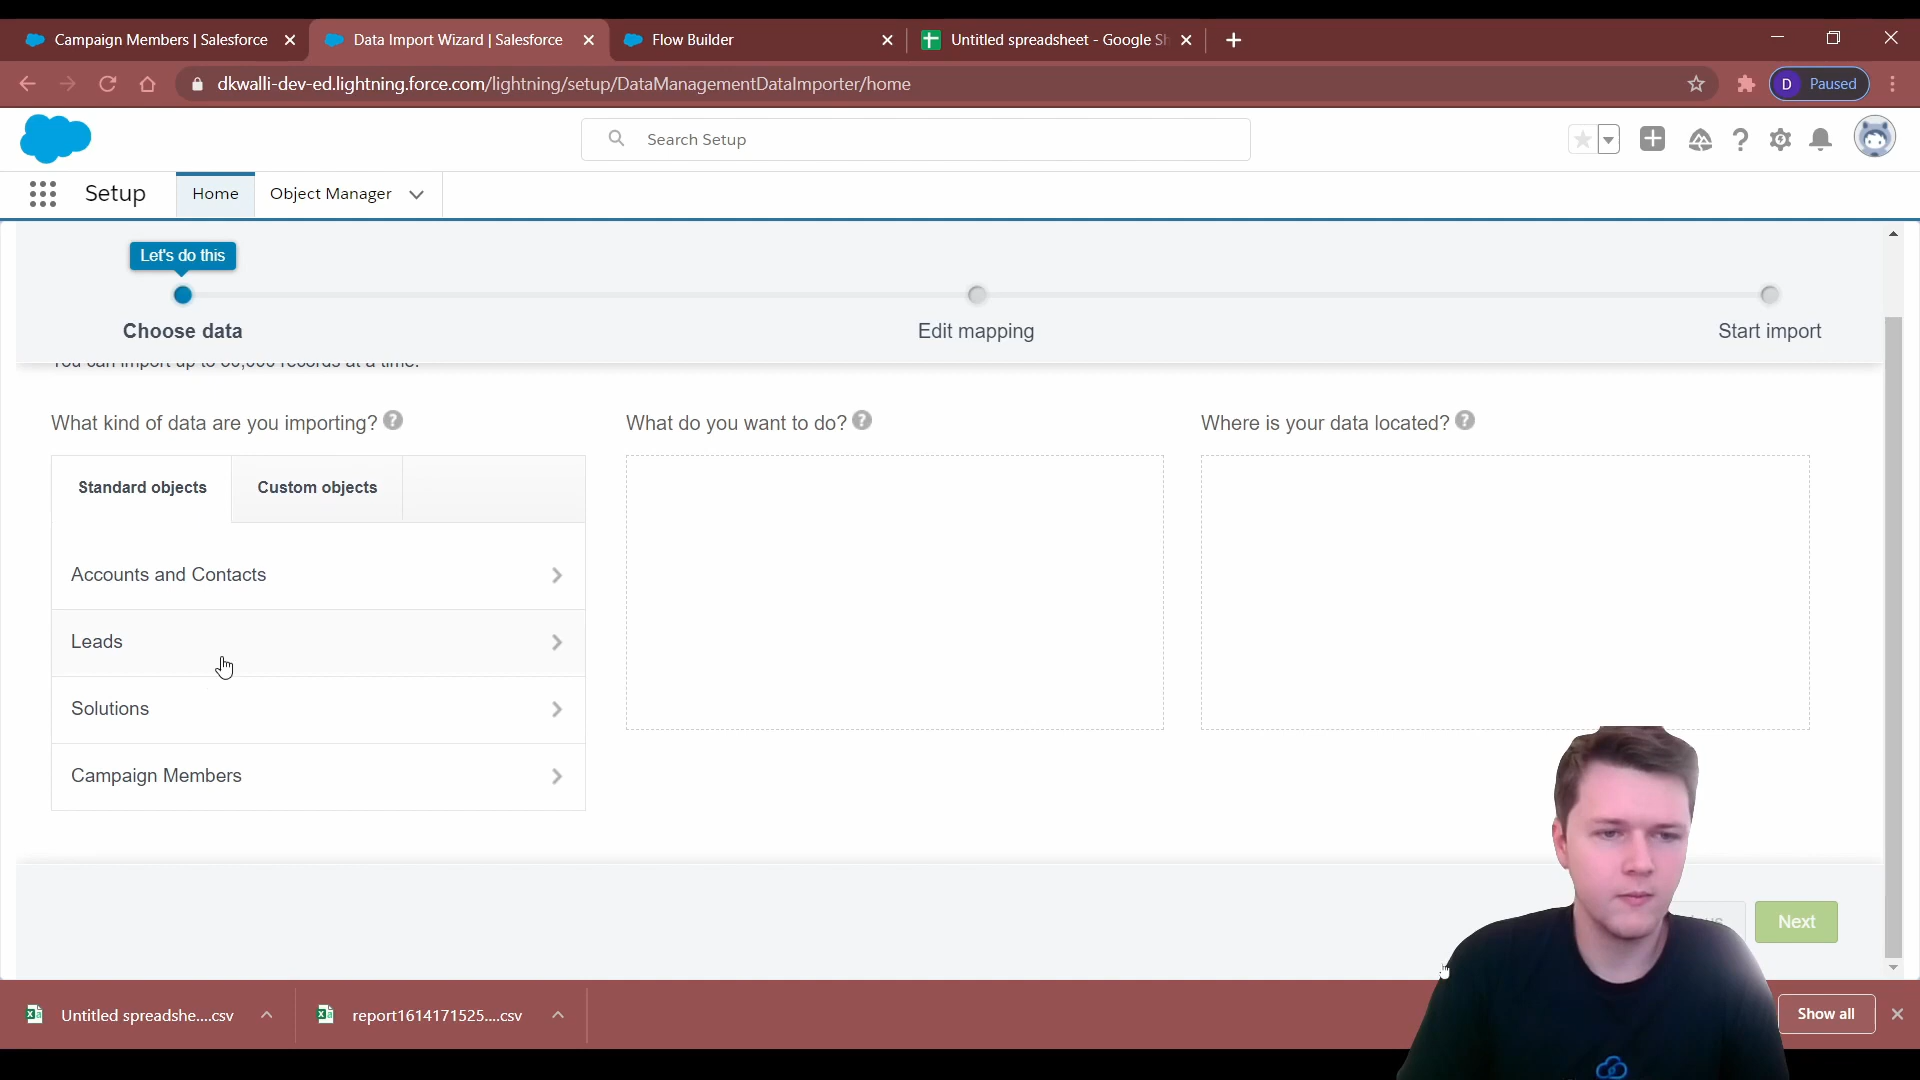 Campaign Members | Salesforce
Data Import Wizard | Salesforce
Flow Builder
Untitled spreadsheet - Google Sh
dkwalli-dev-ed.lightning.force.com/lightning/setup/DataManagementDataImporter/home
D Paused
Search Setup
Setup
Home
Object Manager
Let's do this
Choose data
Edit mapping
Start import
You can import up to 50,000 records at a time.
What kind of data are you importing? ?
What do you want to do? ?
Where is your data located? ?
Standard objects
Custom objects
Accounts and Contacts
Leads
Solutions
Campaign Members
Next
Untitled spreadshe....csv
report1614171525....csv
Show all